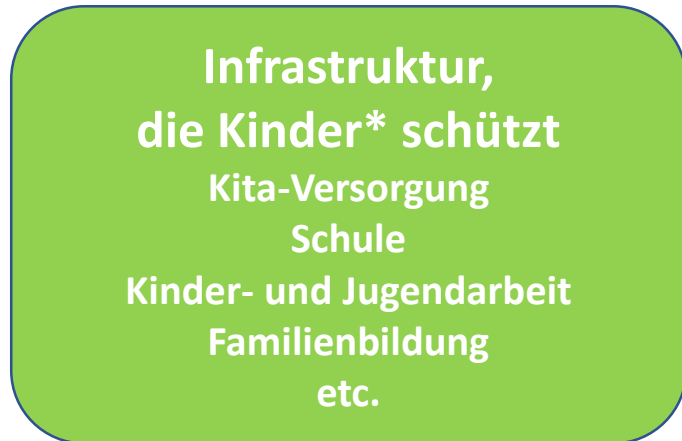 Infrastruktur,
die Kinder* schützt
Kita-Versorgung
Schule
Kinder- und Jugendarbeit
Familienbildung
etc.